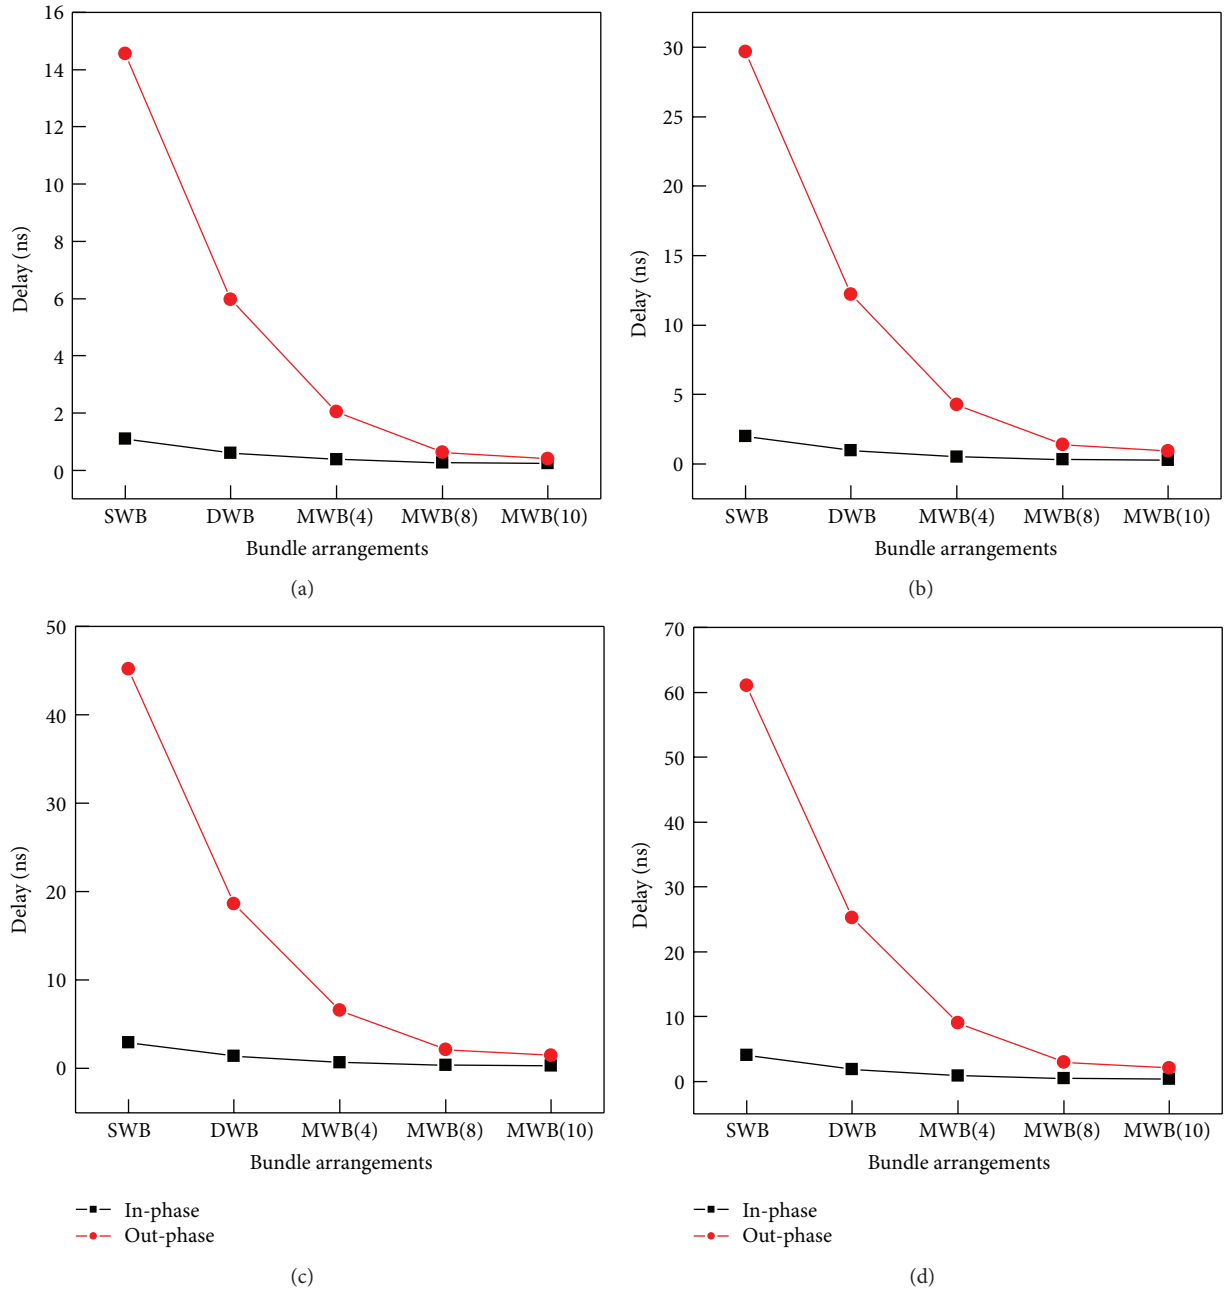 16
14
12
10
8
6
4
2
0
Delay (ns)
SWB DWB MWB(4) MWB(8) MWB(10)
Bundle arrangements
(a)
30
25
20
15
10
5
0
Delay (ns)
SWB DWB MWB(4) MWB(8) MWB(10)
Bundle arrangements
(b)
50
40
30
20
10
0
Delay (ns)
SWB DWB MWB(4) MWB(8) MWB(10)
Bundle arrangements
In-phase
Out-phase
(c)
70
60
50
40
30
20
10
0
Delay (ns)
SWB DWB MWB(4) MWB(8) MWB(10)
Bundle arrangements
In-phase
Out-phase
(d)